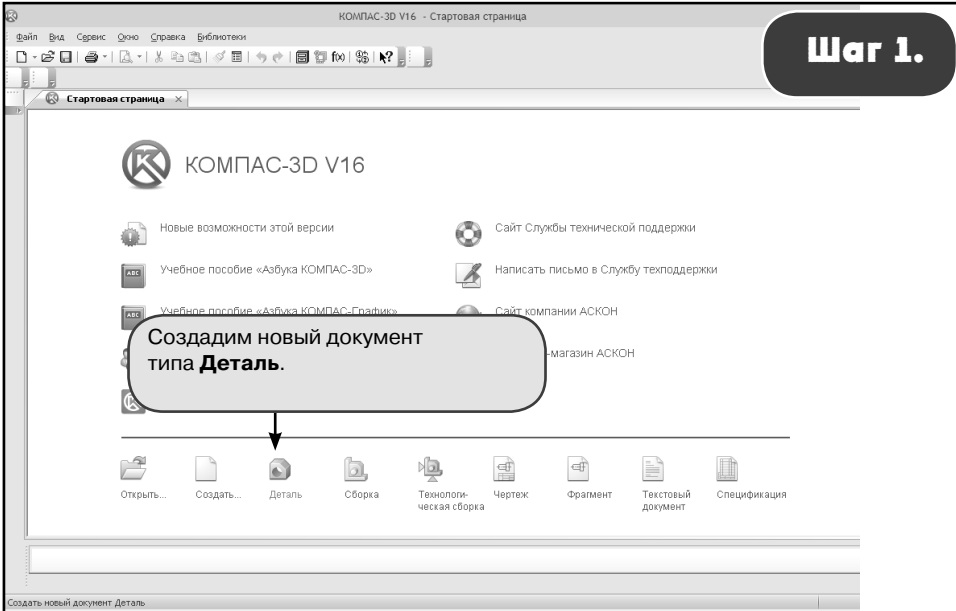 КОМПАС-3D V16 - Стартовая страница
Файл Вид Сервис Окно Справка Библиотеки
Шаг 1.
Стартовая страница
КОМПАС-3D V16
Новые возможности этой версии
Сайт Службы технической поддержки
Учебное пособие «Азбука КОМПАС-3D»
Написать письмо в Службу техподдержки
Учебное пособие «Азбука КОМПАС-График»
Сайт компании АСКОН
-магазин АСКОН
Создадим новый документ
типа Деталь.
Открыть... Создать... Деталь Сборка Технологи- Чертеж Фрагмент Текстовый Спецификация
ческая сборка документ
Создать новый документ Деталь